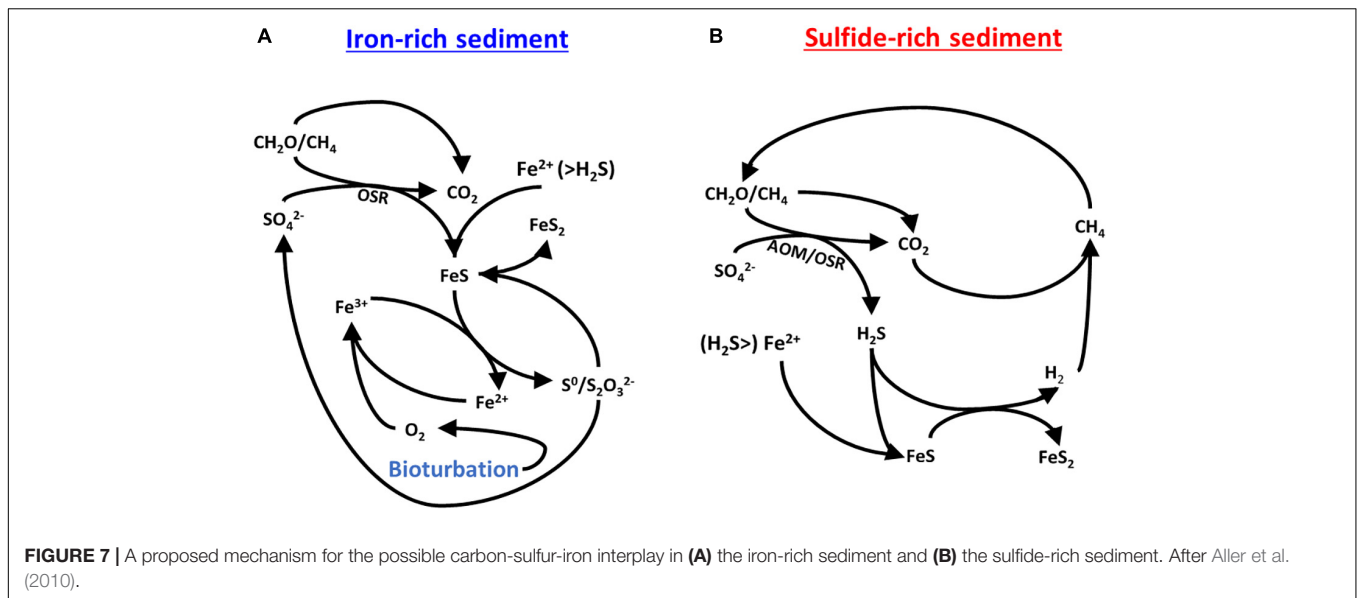 A
Iron-rich sediment
CH₂O/CH₄
CO₂
Fe²⁺ (>H₂S)
OSR
SO₄²⁻
FeS₂
FeS
Fe³⁺
S⁰/S₂O₃²⁻
Fe²⁺
O₂
Bioturbation
B
Sulfide-rich sediment
CH₂O/CH₄
CH₄
CO₂
AOM/OSR
SO₄²⁻
H₂S
(H₂S>) Fe²⁺
H₂
FeS
FeS₂
FIGURE 7 | A proposed mechanism for the possible carbon-sulfur-iron interplay in (A) the iron-rich sediment and (B) the sulfide-rich sediment. After Aller et al.
(2010).